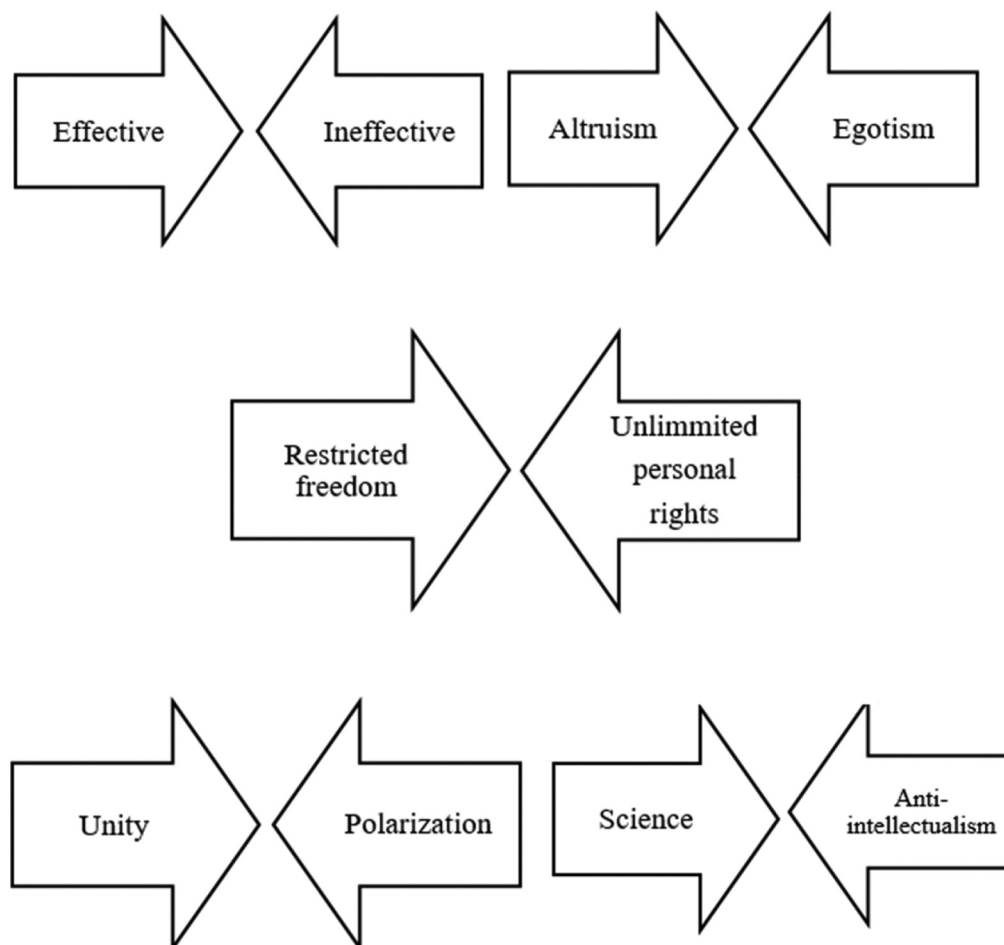 Effective
Ineffective
Altruism
Egotism
Restricted
freedom
Unlimmited
personal
rights
Unity
Polarization
Science
Anti-
intellectualism